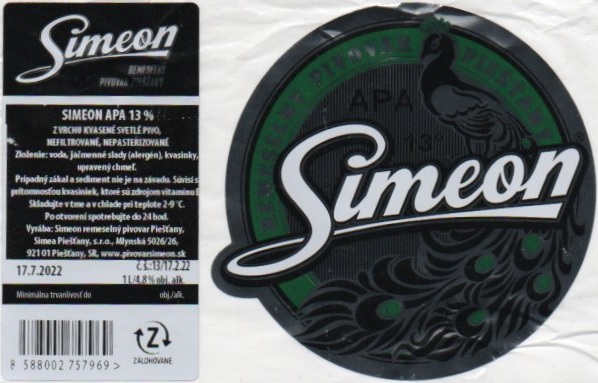 Simeon
REMESELNÝ
PIVOVAR PIEŠŤANY
SIMEON APA 13 %
Z VRCHU KVASENÉ SVETLÉ PIVO,
NEFILTROVANÉ, NEPASTERIZOVANÉ
Zloženie: voda, jačmenné slady (alergén), kvasinky,
upravený chmeľ.
Prípadný zákal a sediment nie je na závadu. Súvisí s
prítomnosťou kvasiniek, ktoré sú zdrojom vitamínu B
Skladujte v tme a v chlade pri teplote 2-9 °C.
Po otvorení spotrebujte do 24 hod.
Výrába: Simeon remeselný pivovar Piešťany,
Simea Piešťany, s.r.o., Mlynská 5026/26,
921 01 Piešťany, SR, www.pivovarsimeon.sk
17.7.2022 č.š.:13/17.2.22
1 L/4,8 % obj. alk.
Minimálna trvanlivosť do obj./alk.
8 588002 757969 >
Z
ZÁLOHOVANÉ
REMESELNÝ PIVOVAR PIEŠŤANY
APA
13°
Simeon